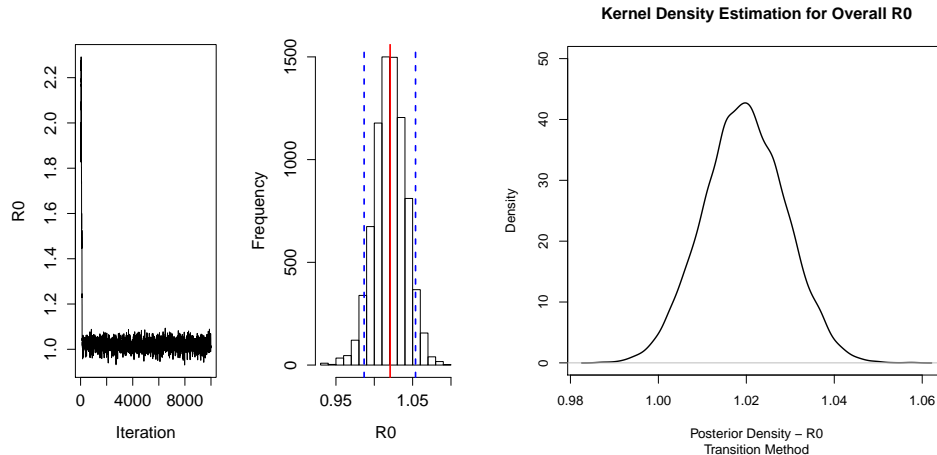 Kernel Density Estimation for Overall R0
R0
1.0 1.2 1.4 1.6 1.8 2.0 2.2
0 4000 8000
Iteration
Frequency
0 500 1000 1500
0.95 1.05
R0
Density
0 10 20 30 40 50
0.98 1.00 1.02 1.04 1.06
Posterior Density − R0
Transition Method